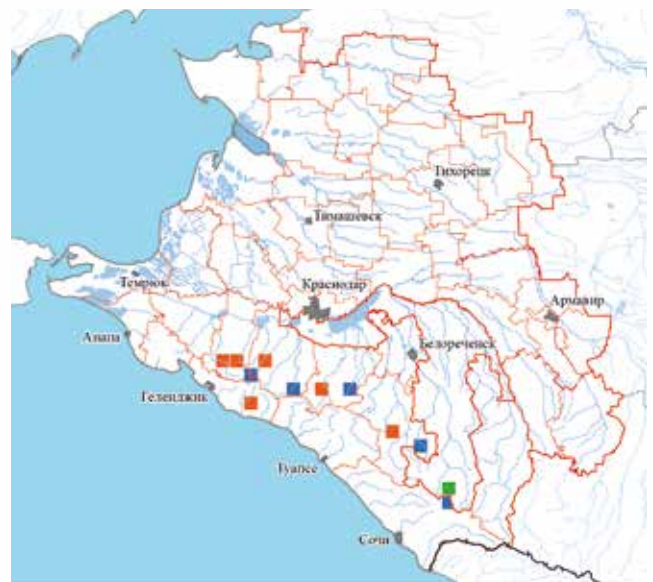 Тихорецк
Тимашевск
Темрюк
Краснодар
Армавир
Анапа
Белореченск
Геленджик
Туапсе
Сочи